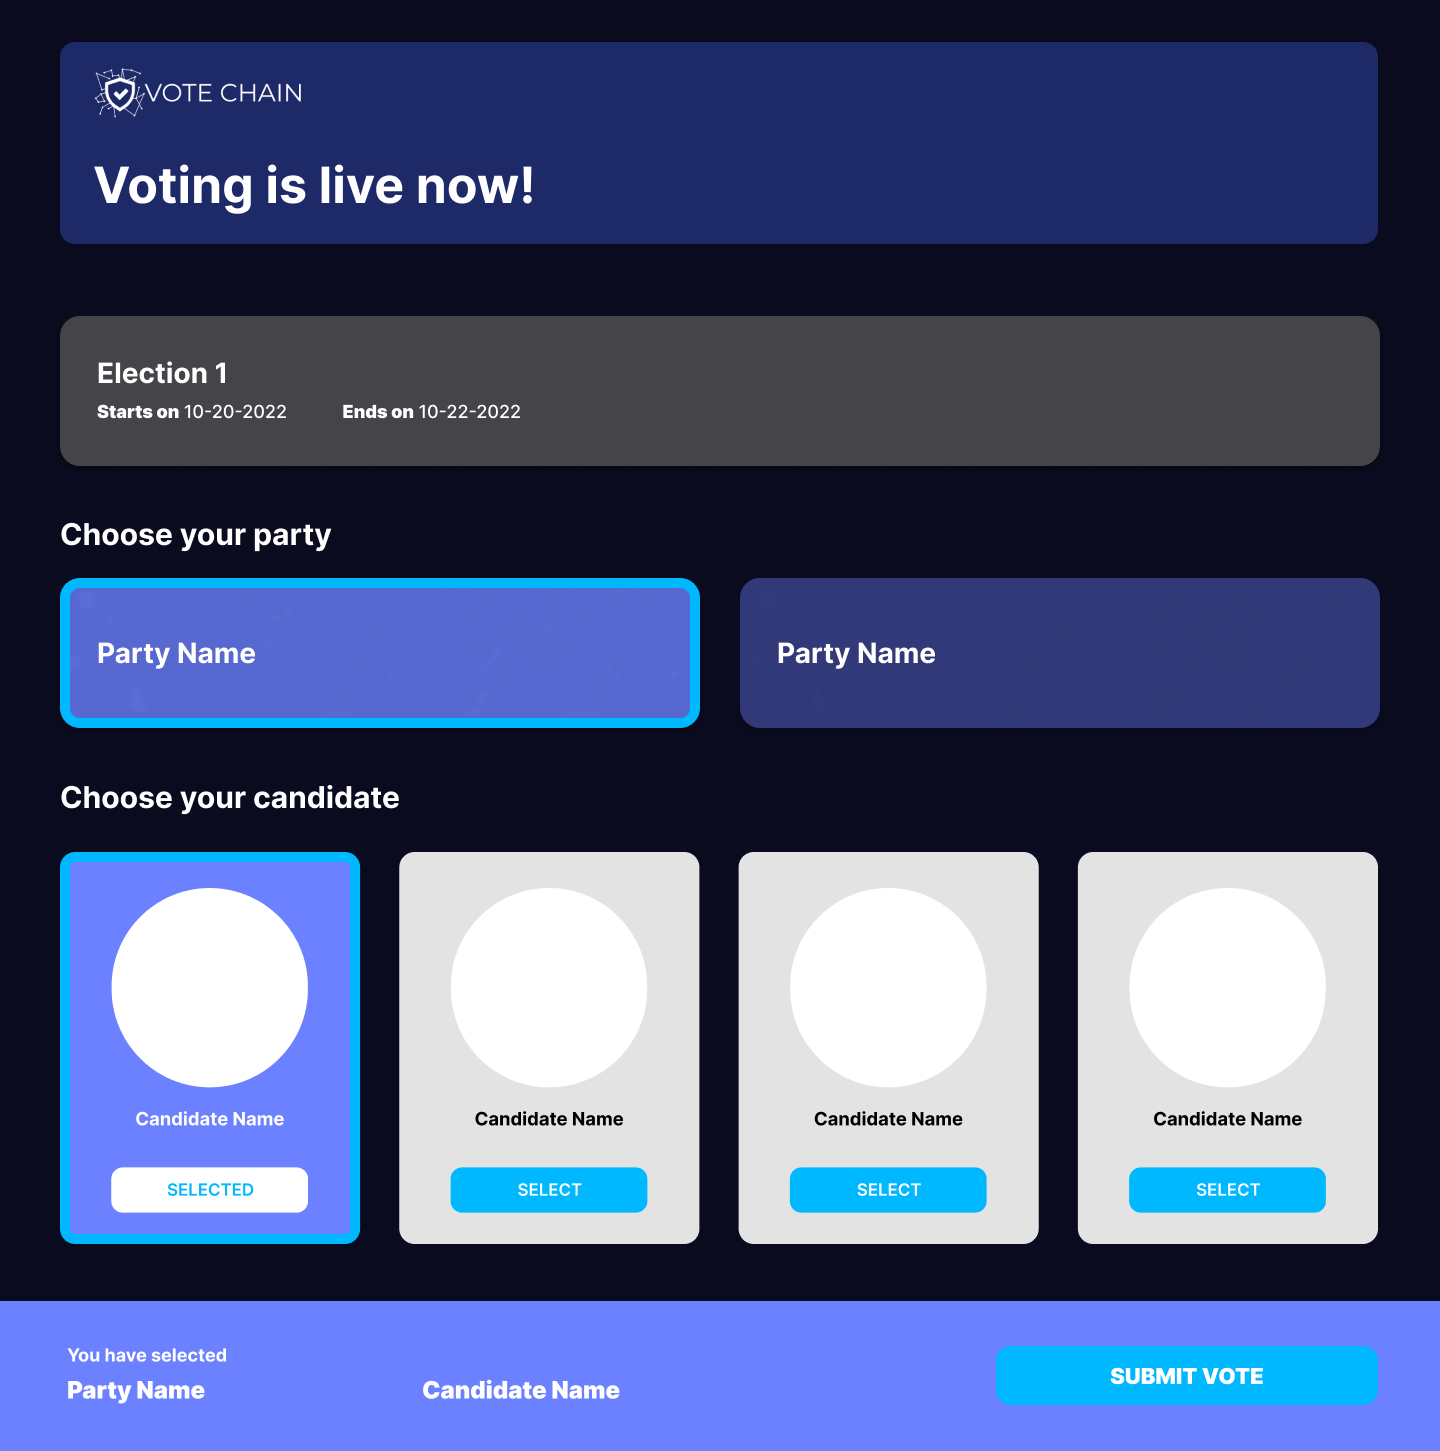 VOTE CHAIN
Voting is live now!
Election 1
Starts on 10-20-2022 Ends on 10-22-2022
Choose your party
Party Name Party Name
Choose your candidate
Candidate Name Candidate Name Candidate Name Candidate Name
SELECTED SELECT SELECT SELECT
You have selected
Party Name Candidate Name SUBMIT VOTE